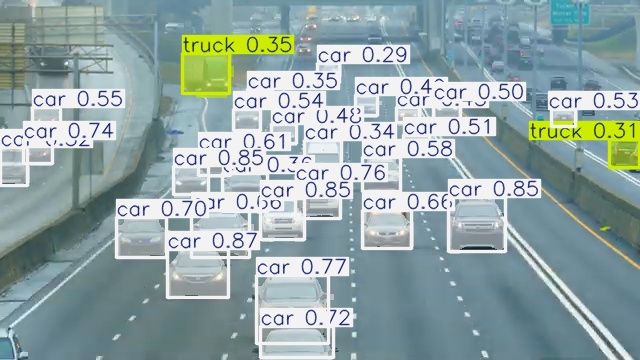 truck 0.35
car 0.29
car 0.35
car 0.50
car 0.55
car 0.54
car 0.53
car 0.48
car 0.51
truck 0.31
car 0.74
car 0.34
car 0.61
car 0.58
car 0.85
car 0.76
car 0.85
car 0.85
car 0.70
car 0.66
car 0.66
car 0.87
car 0.77
car 0.72